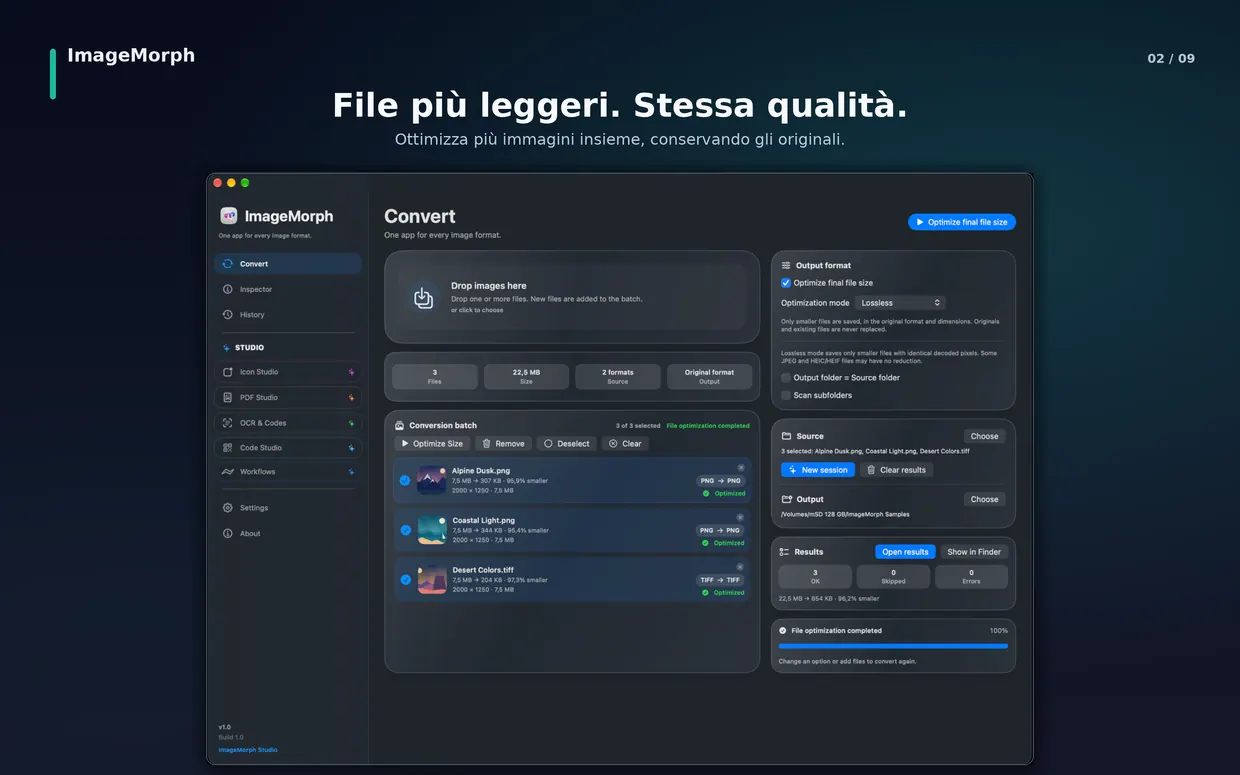 ImageMorph
02 / 09
File più leggeri. Stessa qualità.
Ottimizza più immagini insieme, conservando gli originali.
ImageMorph
One app for every image format.
Convert
Inspector
History
STUDIO
Icon Studio
PDF Studio
OCR & Codes
Code Studio
Workflows
Settings
About
v1.0
Build 1.0
ImageMorph Studio
Convert
One app for every image format.
Optimize final file size
Drop images here
Drop one or more files. New files are added to the batch.
or click to choose
3
Files
22,5 MB
Size
2 formats
Source
Original format
Output
Conversion batch
3 of 3 selected
File optimization completed
Optimize Size
Remove
Deselect
Clear
Alpine Dusk.png
7,5 MB → 307 KB · 95,9% smaller
2000 × 1250 · 7,5 MB
PNG → PNG
Optimized
Coastal Light.png
7,5 MB → 344 KB · 95,4% smaller
2000 × 1250 · 7,5 MB
PNG → PNG
Optimized
Desert Colors.tiff
7,5 MB → 204 KB · 97,3% smaller
2000 × 1250 · 7,5 MB
TIFF → TIFF
Optimized
Output format
Optimize final file size
Optimization mode
Lossless
Only smaller files are saved, in the original format and dimensions. Originals
and existing files are never replaced.
Lossless mode saves only smaller files with identical decoded pixels. Some
JPEG and HEIC/HEIF files may have no reduction.
Output folder = Source folder
Scan subfolders
Source
Choose
3 selected: Alpine Dusk.png, Coastal Light.png, Desert Colors.tiff
New session
Clear results
Output
Choose
/Volumes/mSD 128 GB/ImageMorph Samples
Results
Open results
Show in Finder
3
OK
0
Skipped
0
Errors
22,5 MB → 854 KB · 96,2% smaller
File optimization completed
100%
Change an option or add files to convert again.